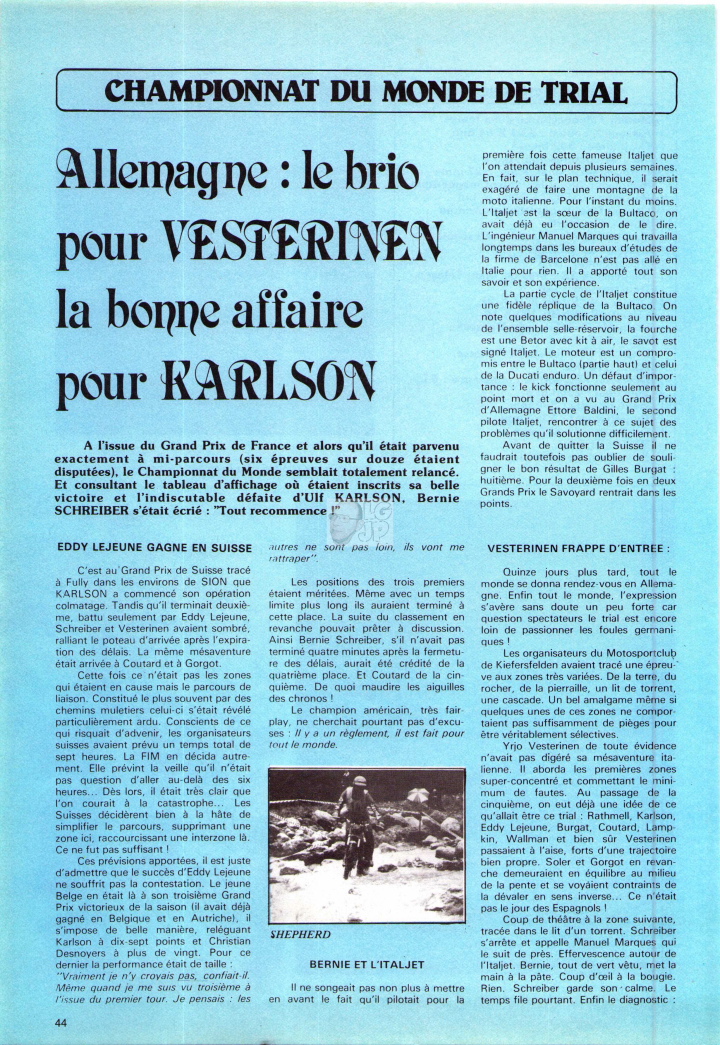 CHAMPIONNAT DU MONDE DE TRIAL
Allemagne : le brio
pour VESTERINEN
la bonne affaire
pour KARLSON
A l'issue du Grand Prix de France et alors qu'il était parvenu
exactement à mi-parcours (six épreuves sur douze étaient
disputées), le Championnat du Monde semblait totalement relancé.
Et consultant le tableau d'affichage où étaient inscrits sa belle
victoire et l'indiscutable défaite d'Ulf KARLSON, Bernie
SCHREIBER s'était écrié : "Tout recommence !"
EDDY LEJEUNE GAGNE EN SUISSE
C'est au Grand Prix de Suisse tracé
à Fully dans les environs de SION que
KARLSON a commencé son opération
colmatage. Tandis qu'il terminait deuxiè-
me, battu seulement par Eddy Lejeune,
Schreiber et Vesterinen avaient sombré,
ralliant le poteau d'arrivée après l'expira-
tion des délais. La même mésaventure
était arrivée à Coutard et à Gorgot.
Cette fois ce n'était pas les zones
qui étaient en cause mais le parcours de
liaison. Constitué le plus souvent par des
chemins muletiers celui-ci s'était révélé
particulièrement ardu. Conscients de ce
qui risquait d'advenir, les organisateurs
suisses avaient prévu un temps total de
sept heures. La FIM en décida autre-
ment. Elle prévint la veille qu'il n'était
pas question d'aller au-delà des six
heures... Dès lors, il était très clair que
l'on courait à la catastrophe... Les
Suisses décidèrent bien à la hâte de
simplifier le parcours, supprimant une
zone ici, raccourcissant une interzone là.
Ce ne fut pas suffisant !
Ces prévisions apportées, il est juste
d'admettre que le succès d'Eddy Lejeune
ne souffrit pas la contestation. Le jeune
Belge en était là à son troisième Grand
Prix victorieux de la saison (il avait déjà
gagné en Belgique et en Autriche), il
s'impose de belle manière, reléguant
Karlson à dix-sept points et Christian
Desnoyers à plus de vingt. Pour ce
dernier la performance était de taille :
"Vraiment je n'y croyais pas, confiait-il.
Même quand je me suis vu troisième à
l'issue du premier tour. Je pensais : les
autres ne sont pas loin, ils vont me
rattraper".
Les positions des trois premiers
étaient méritées. Même avec un temps
limite plus long ils auraient terminé à
cette place. La suite du classement en
revanche pouvait prêter à discussion.
Ainsi Bernie Schreiber, s'il n'avait pas
terminé quatre minutes après la fermetu-
re des délais, aurait été crédité de la
quatrième place. Et Coutard de la cin-
quième. De quoi maudire les aiguilles
des chronos !
Le champion américain, très fair-
play, ne cherchait pourtant pas d'excu-
ses : Il y a un règlement, il est fait pour
tout le monde.
SHEPHERD
BERNIE ET L'ITALJET
Il ne songeait pas non plus à mettre
en avant le fait qu'il pilotait pour la
première fois cette fameuse Italjet que
l'on attendait depuis plusieurs semaines.
En fait, sur le plan technique, il serait
exagéré de faire une montagne de la
moto italienne. Pour l'instant du moins.
L'Italjet est la sœur de la Bultaco, on
avait déjà eu l'occasion de le dire.
L'ingénieur Manuel Marques qui travailla
longtemps dans les bureaux d'études de
la firme de Barcelone n'est pas allé en
Italie pour rien. Il a apporté tout son
savoir et son expérience.
La partie cycle de l'Italjet constitue
une fidèle réplique de la Bultaco. On
note quelques modifications au niveau
de l'ensemble selle-réservoir, la fourche
est une Betor avec kit à air, le savot est
signé Italjet. Le moteur est un compro-
mis entre le Bultaco (partie haut) et celui
de la Ducati enduro. Un défaut d'impor-
tance : le kick fonctionne seulement au
point mort et on a vu au Grand Prix
d'Allemagne Ettore Baldini, le second
pilote Italjet, rencontrer à ce sujet des
problèmes qu'il solutionne difficilement.
Avant de quitter la Suisse il ne
faudrait toutefois pas oublier de souli-
gner le bon résultat de Gilles Burgat :
huitième. Pour la deuxième fois en deux
Grands Prix le Savoyard rentrait dans les
points.
VESTERINEN FRAPPE D'ENTREE :
Quinze jours plus tard, tout le
monde se donna rendez-vous en Allema-
gne. Enfin tout le monde, l'expression
s'avère sans doute un peu forte car
question spectateurs le trial est encore
loin de passionner les foules germani-
ques !
Les organisateurs du Motosportclub
de Kiefersfelden avaient tracé une épreu-
ve aux zones très variées. De la terre, du
rocher, de la pierraille, un lit de torrent,
une cascade. Un bel amalgame même si
quelques unes de ces zones ne compor-
taient pas suffisamment de pièges pour
être véritablement sélectives.
Yrjo Vesterinen de toute évidence
n'avait pas digéré sa mésaventure ita-
lienne. Il aborda les premières zones
super-concentré et commettant le mini-
mum de fautes. Au passage de la
cinquième, on eut déjà une idée de ce
qu'allait être ce trial : Rathmell, Karlson,
Eddy Lejeune, Burgat, Coutard, Lamp-
kin, Wallman et bien sûr Vesterinen
passaient à l'aise, forts d'une trajectoire
bien propre. Soler et Gorgot en revan-
che demeuraient en équilibre au milieu
de la pente et se voyaient contraints de
la dévaler en sens inverse... Ce n'était
pas le jour des Espagnols !
Coup de théâtre à la zone suivante,
tracée dans le lit d'un torrent. Schreiber
s'arrête et appelle Manuel Marques qui
le suit de près. Effervescence autour de
l'Italjet. Bernie, tout de vert vêtu, met la
main à la pâte. Coup d'œil à la bougie.
Rien. Schreiber garde son calme. Le
temps file pourtant. Enfin le diagnostic :
44
LG
JP